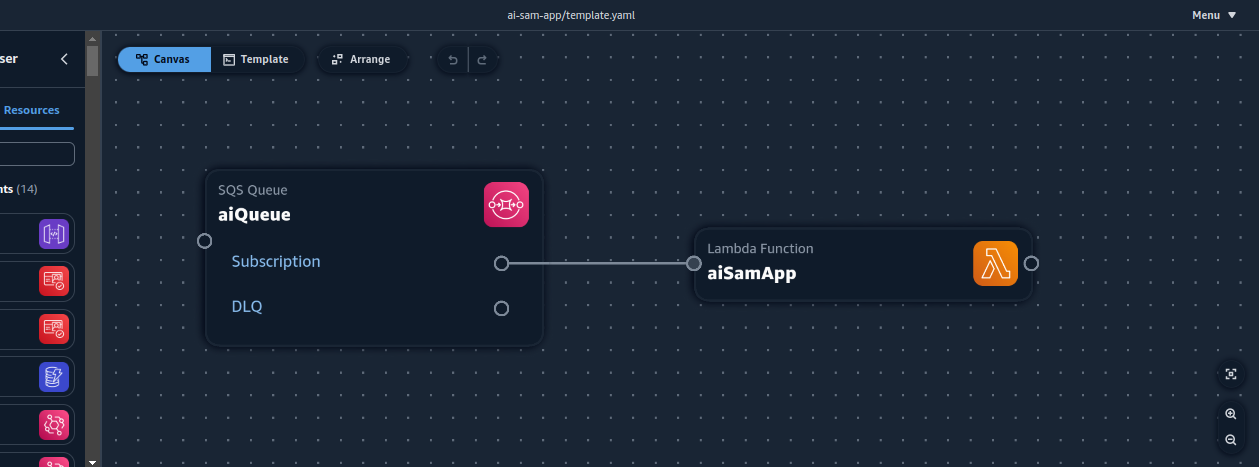 ai-sam-app/template.yaml
Menu
ser
Canvas
Template
Arrange
Resources
nts (14)
SQS Queue
aiQueue
Subscription
DLQ
Lambda Function
aiSamApp